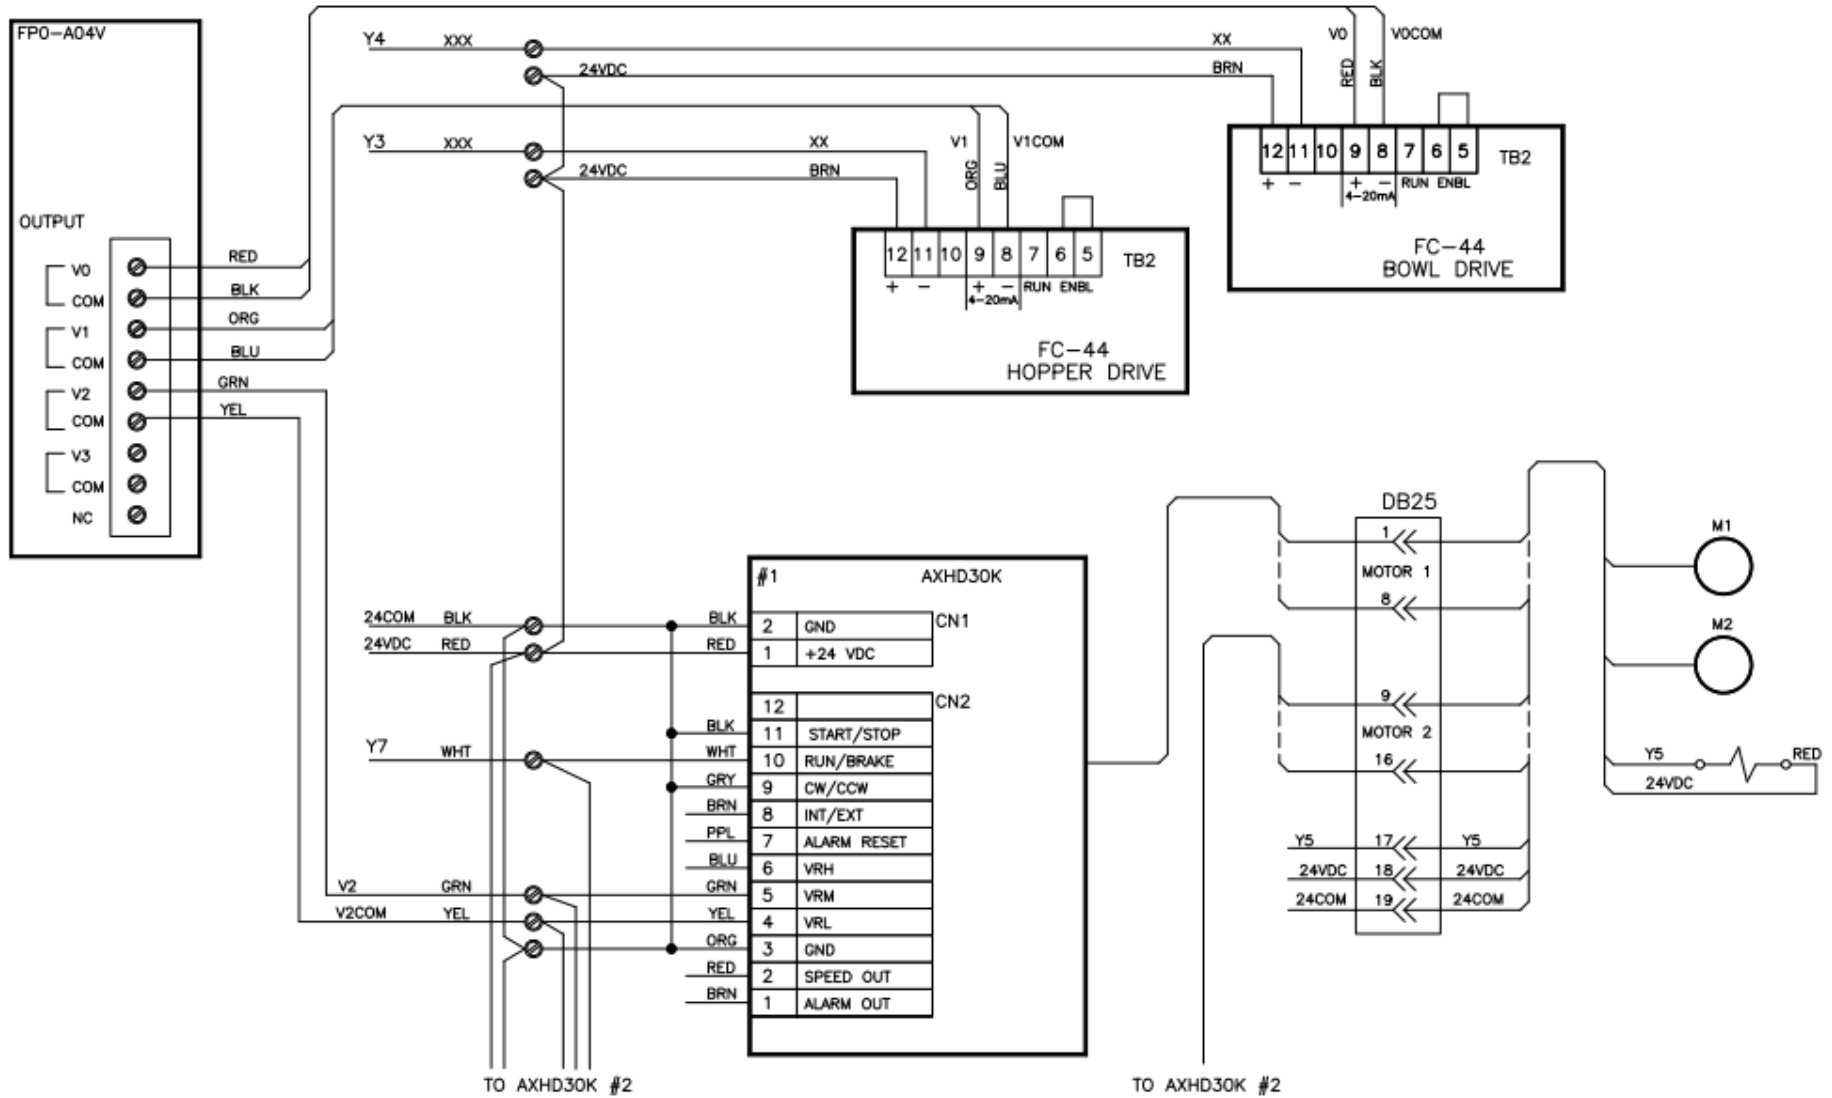 FP0-A04V
OUTPUT
V0
COM
V1
COM
V2
COM
V3
COM
NC
RED
BLK
ORG
BLU
GRN
YEL
Y4 XXX XX
24VDC BRN
V0 V0COM
RED BLK
12 11 10 9 8 7 6 5 TB2
+ - + - RUN ENBL
4-20mA
FC-44
BOWL DRIVE
Y3 XXX XX
24VDC BRN
V1 V1COM
ORG BLU
12 11 10 9 8 7 6 5 TB2
+ - + - RUN ENBL
4-20mA
FC-44
HOPPER DRIVE
#1 AXHD30K
24COM BLK BLK 2 GND CN1
24VDC RED RED 1 +24 VDC
12 CN2
BLK 11 START/STOP
Y7 WHT WHT 10 RUN/BRAKE
GRY 9 CW/CCW
BRN 8 INT/EXT
PPL 7 ALARM RESET
BLU 6 VRH
V2 GRN GRN 5 VRM
V2COM YEL YEL 4 VRL
ORG 3 GND
RED 2 SPEED OUT
BRN 1 ALARM OUT
TO AXHD30K #2
DB25
1
MOTOR 1
8
9
MOTOR 2
16
Y5 17 Y5
24VDC 18 24VDC
24COM 19 24COM
M1
M2
Y5 RED
24VDC
TO AXHD30K #2